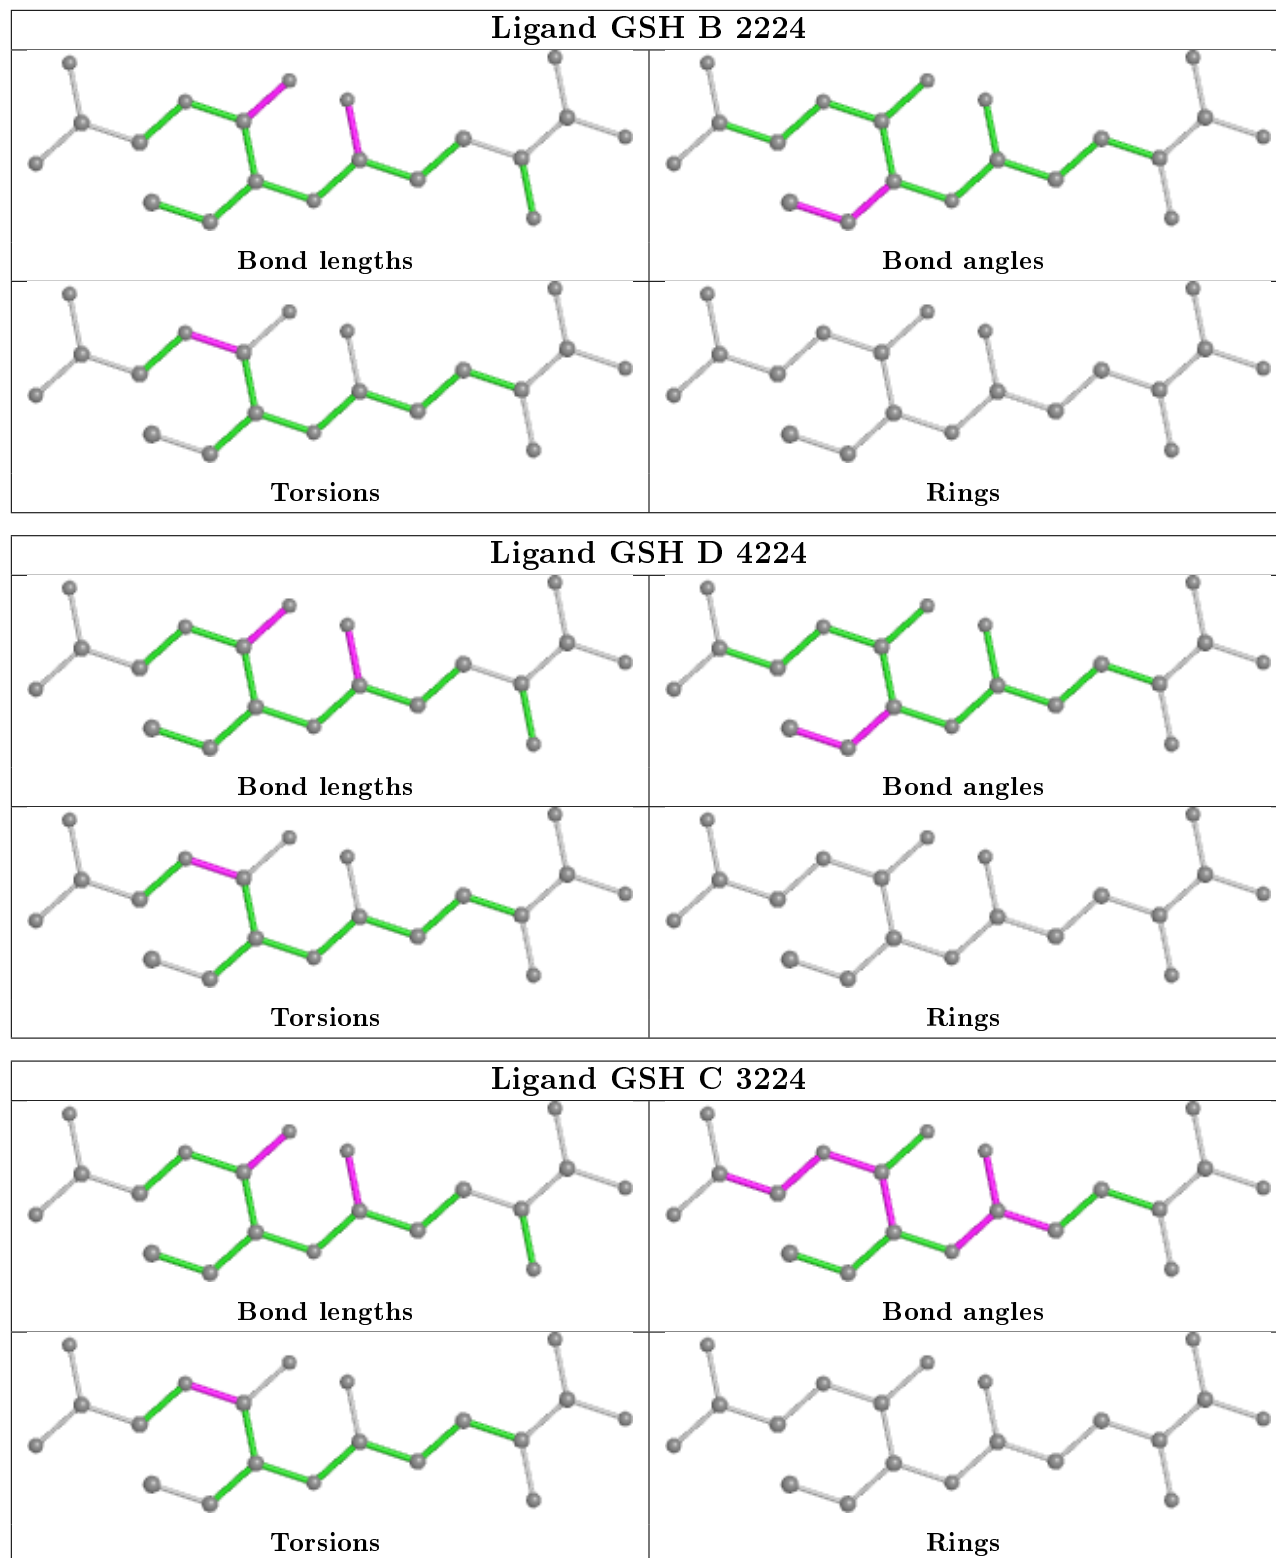 Ligand GSH B 2224
Bond lengths
Bond angles
Torsions
Rings
Ligand GSH D 4224
Bond lengths
Bond angles
Torsions
Rings
Ligand GSH C 3224
Bond lengths
Bond angles
Torsions
Rings